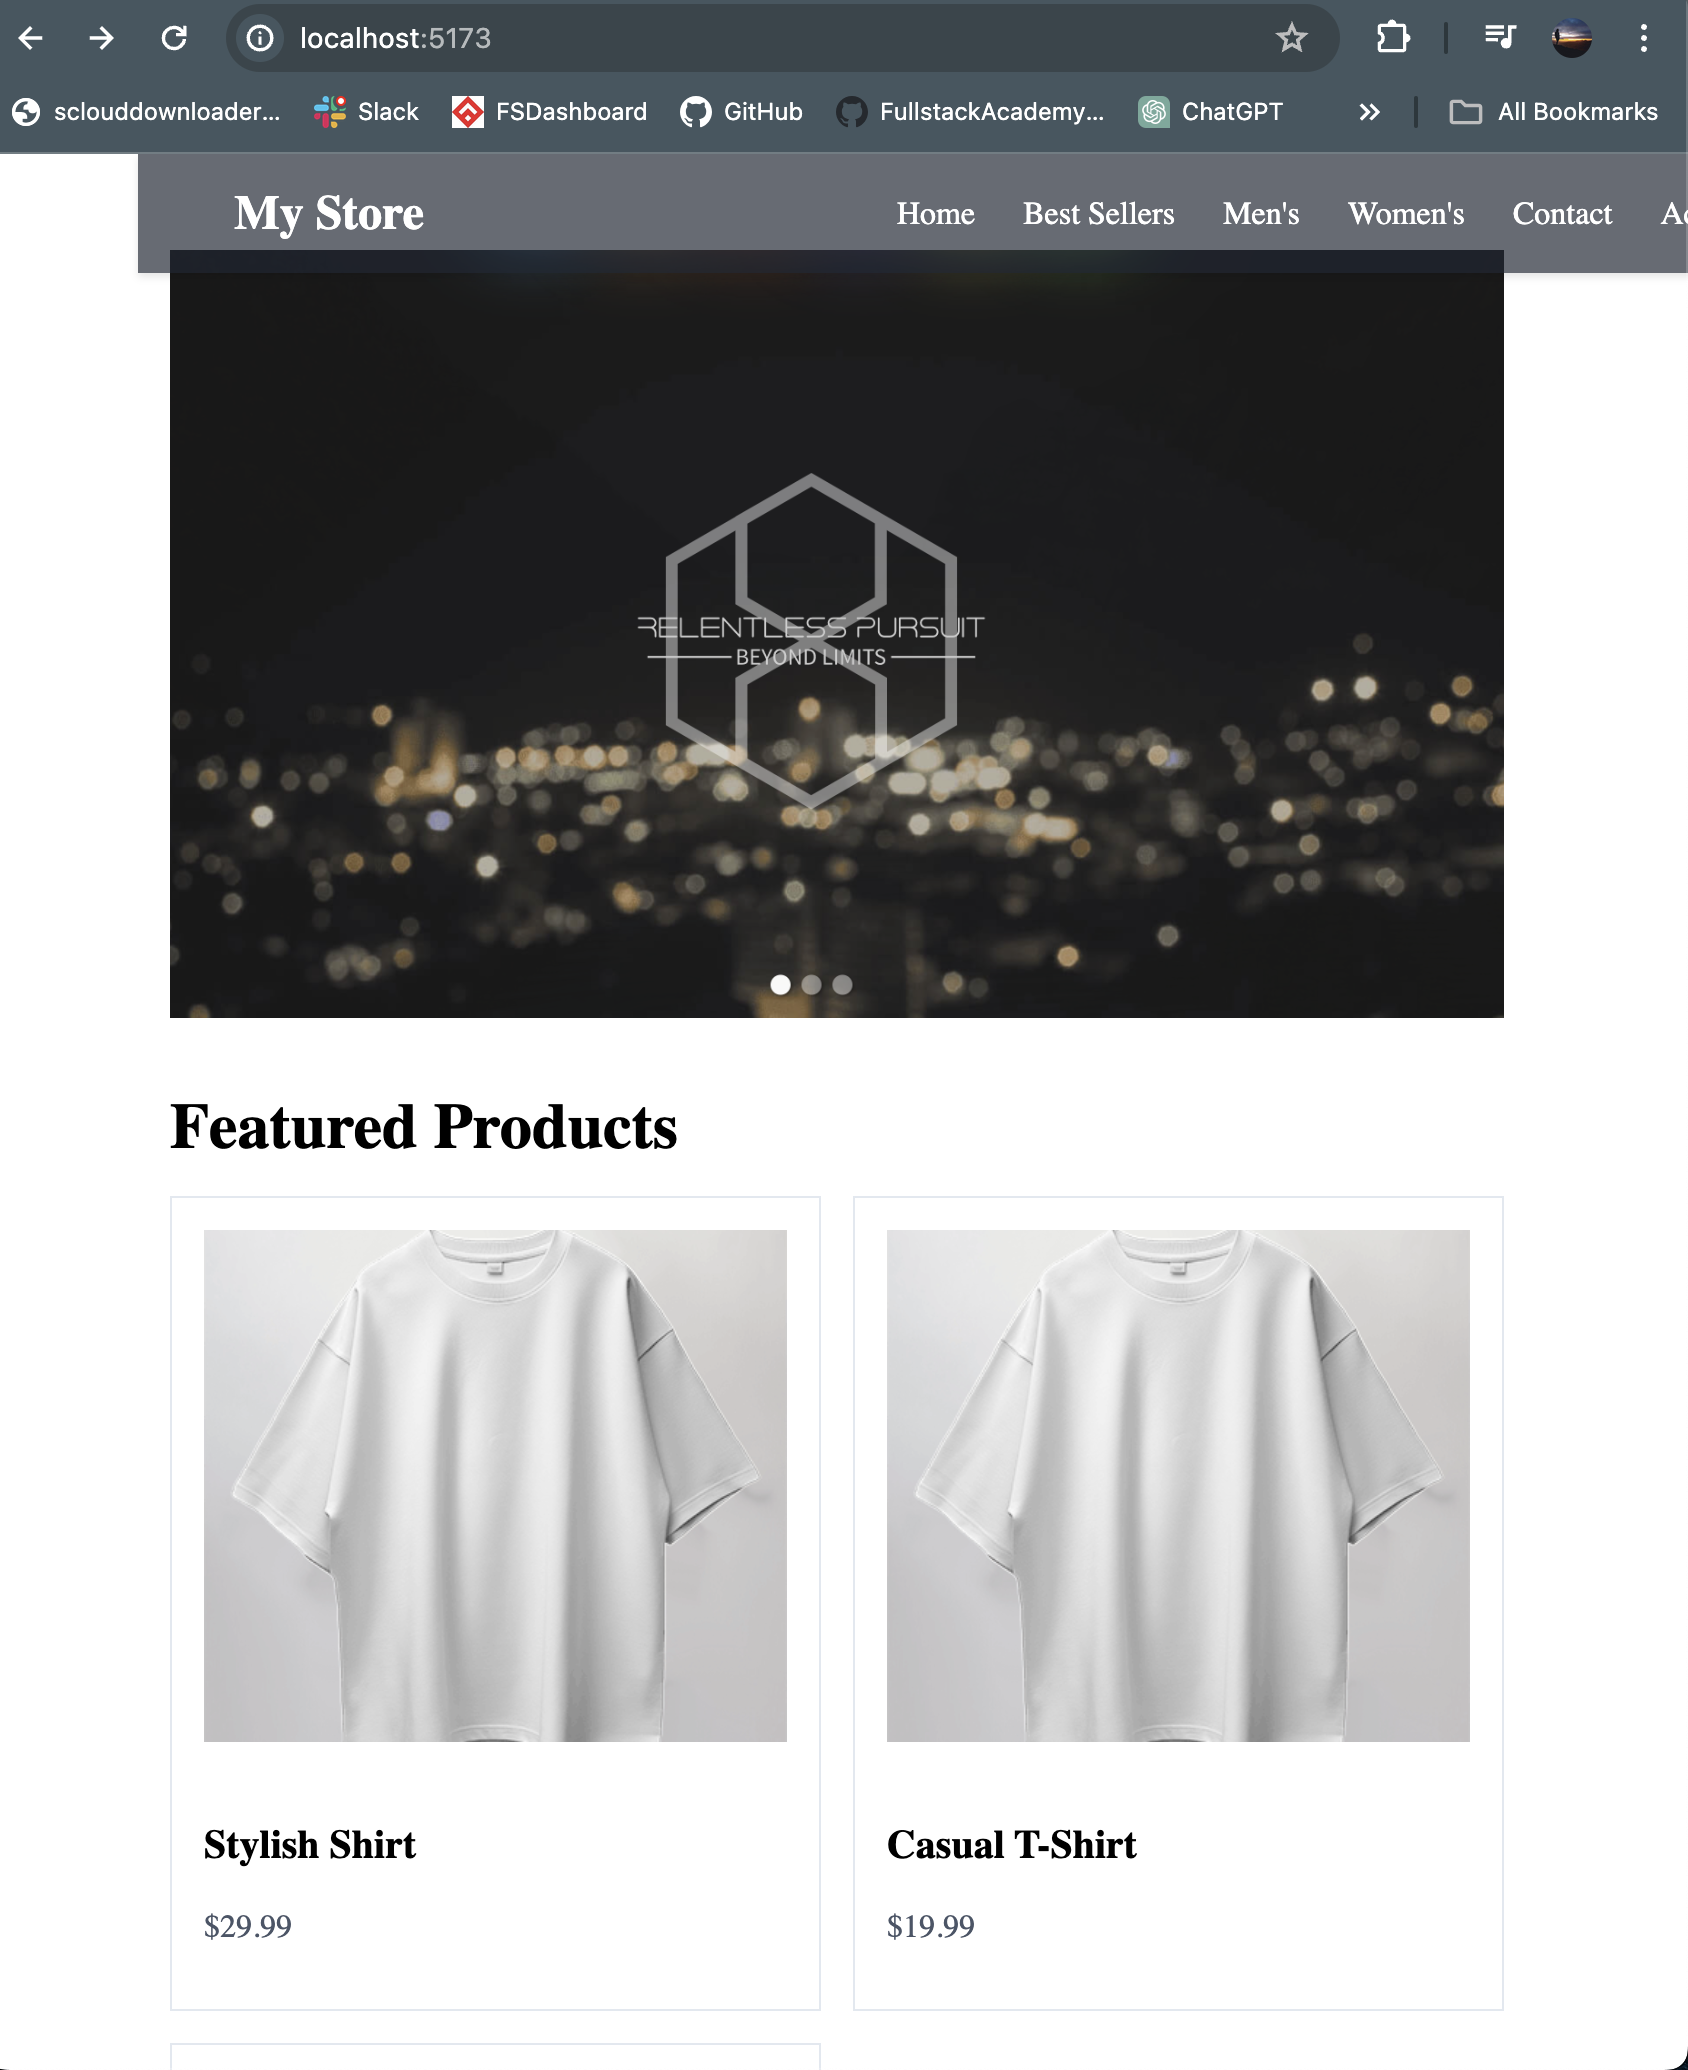 localhost:5173
sclouddownloader... Slack FSDashboard GitHub FullstackAcademy... ChatGPT All Bookmarks
My Store Home Best Sellers Men's Women's Contact
RELENTLESS PURSUIT
BEYOND LIMITS
Featured Products
Stylish Shirt Casual T-Shirt
$29.99 $19.99